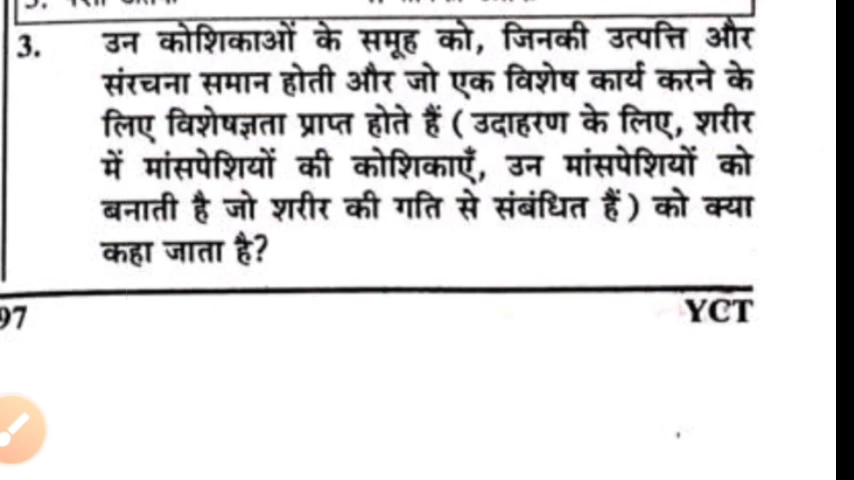 3. उन कोशिकाओं के समूह को, जिनकी उत्पत्ति और
संरचना समान होती और जो एक विशेष कार्य करने के
लिए विशेषज्ञता प्राप्त होते हैं ( उदाहरण के लिए, शरीर
में मांसपेशियों की कोशिकाएँ, उन मांसपेशियों को
बनाती है जो शरीर की गति से संबंधित हैं ) को क्या
कहा जाता है?
97 YCT